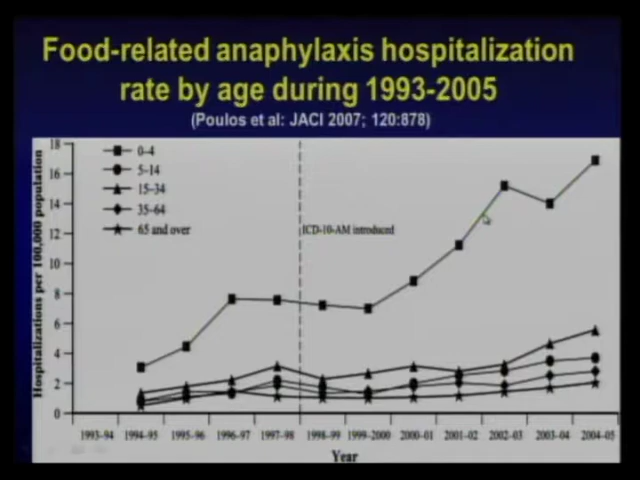 Food-related anaphylaxis hospitalization
rate by age during 1993-2005
(Poulos et al: JACI 2007; 120:878)
Hospitalizations per 100,000 population
18
16
14
12
10
8
6
4
2
0
0-4
5-14
15-34
35-64
65 and over
ICD-10-AM introduced
1993-94 1994-95 1995-96 1996-97 1997-98 1998-99 1999-2000 2000-01 2001-02 2002-03 2003-04 2004-05
Year